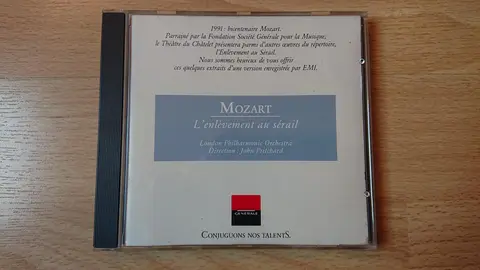 1991 : bicentenaire Mozart.
Parrainé par la Fondation Société Générale pour la Musique,
le Théâtre du Châtelet présentera parmi d'autres œuvres du répertoire,
l'Enlèvement au Sérail.
Nous sommes heureux de vous offrir
ces quelques extraits d'une version enregistrée par EMI.
MOZART
L'enlèvement au sérail
London Philharmonic Orchestra
Direction : John Pritchard
GENERALE
CONJUGUONS NOS TALENTS.